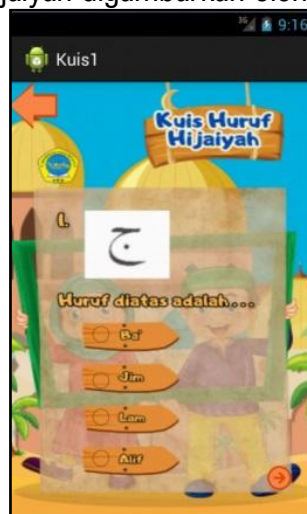 9:16
Kuis1
Kuis Huruf
Hijaiyah
1.
ج
Huruf diatas adalah...
Ba'
Jim
Lam
Alif